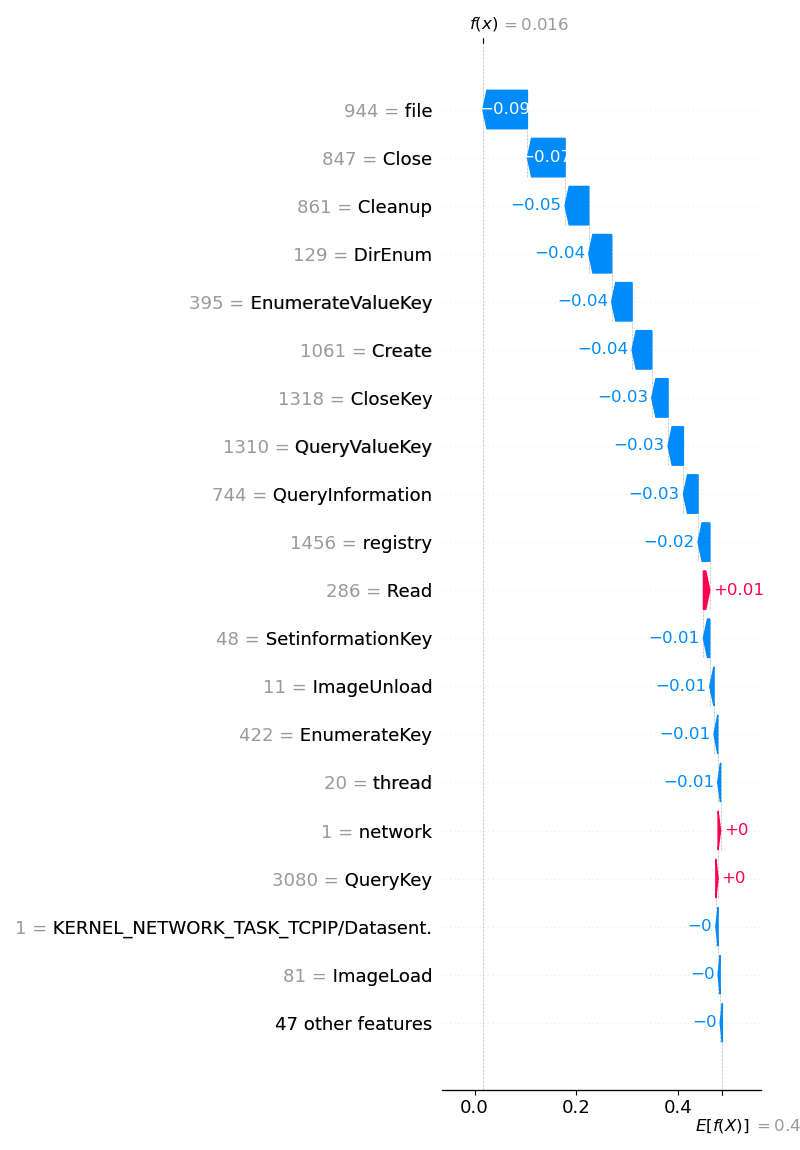 f(x) = 0.016
944 = file −0.09
847 = Close −0.07
861 = Cleanup −0.05
129 = DirEnum −0.04
395 = EnumerateValueKey −0.04
1061 = Create −0.04
1318 = CloseKey −0.03
1310 = QueryValueKey −0.03
744 = QueryInformation −0.03
1456 = registry −0.02
286 = Read +0.01
48 = SetinformationKey −0.01
11 = ImageUnload −0.01
422 = EnumerateKey −0.01
20 = thread −0.01
1 = network +0
3080 = QueryKey +0
1 = KERNEL_NETWORK_TASK_TCPIP/Datasent. −0
81 = ImageLoad −0
47 other features −0
0.0 0.2 0.4
E[f(X)] = 0.4